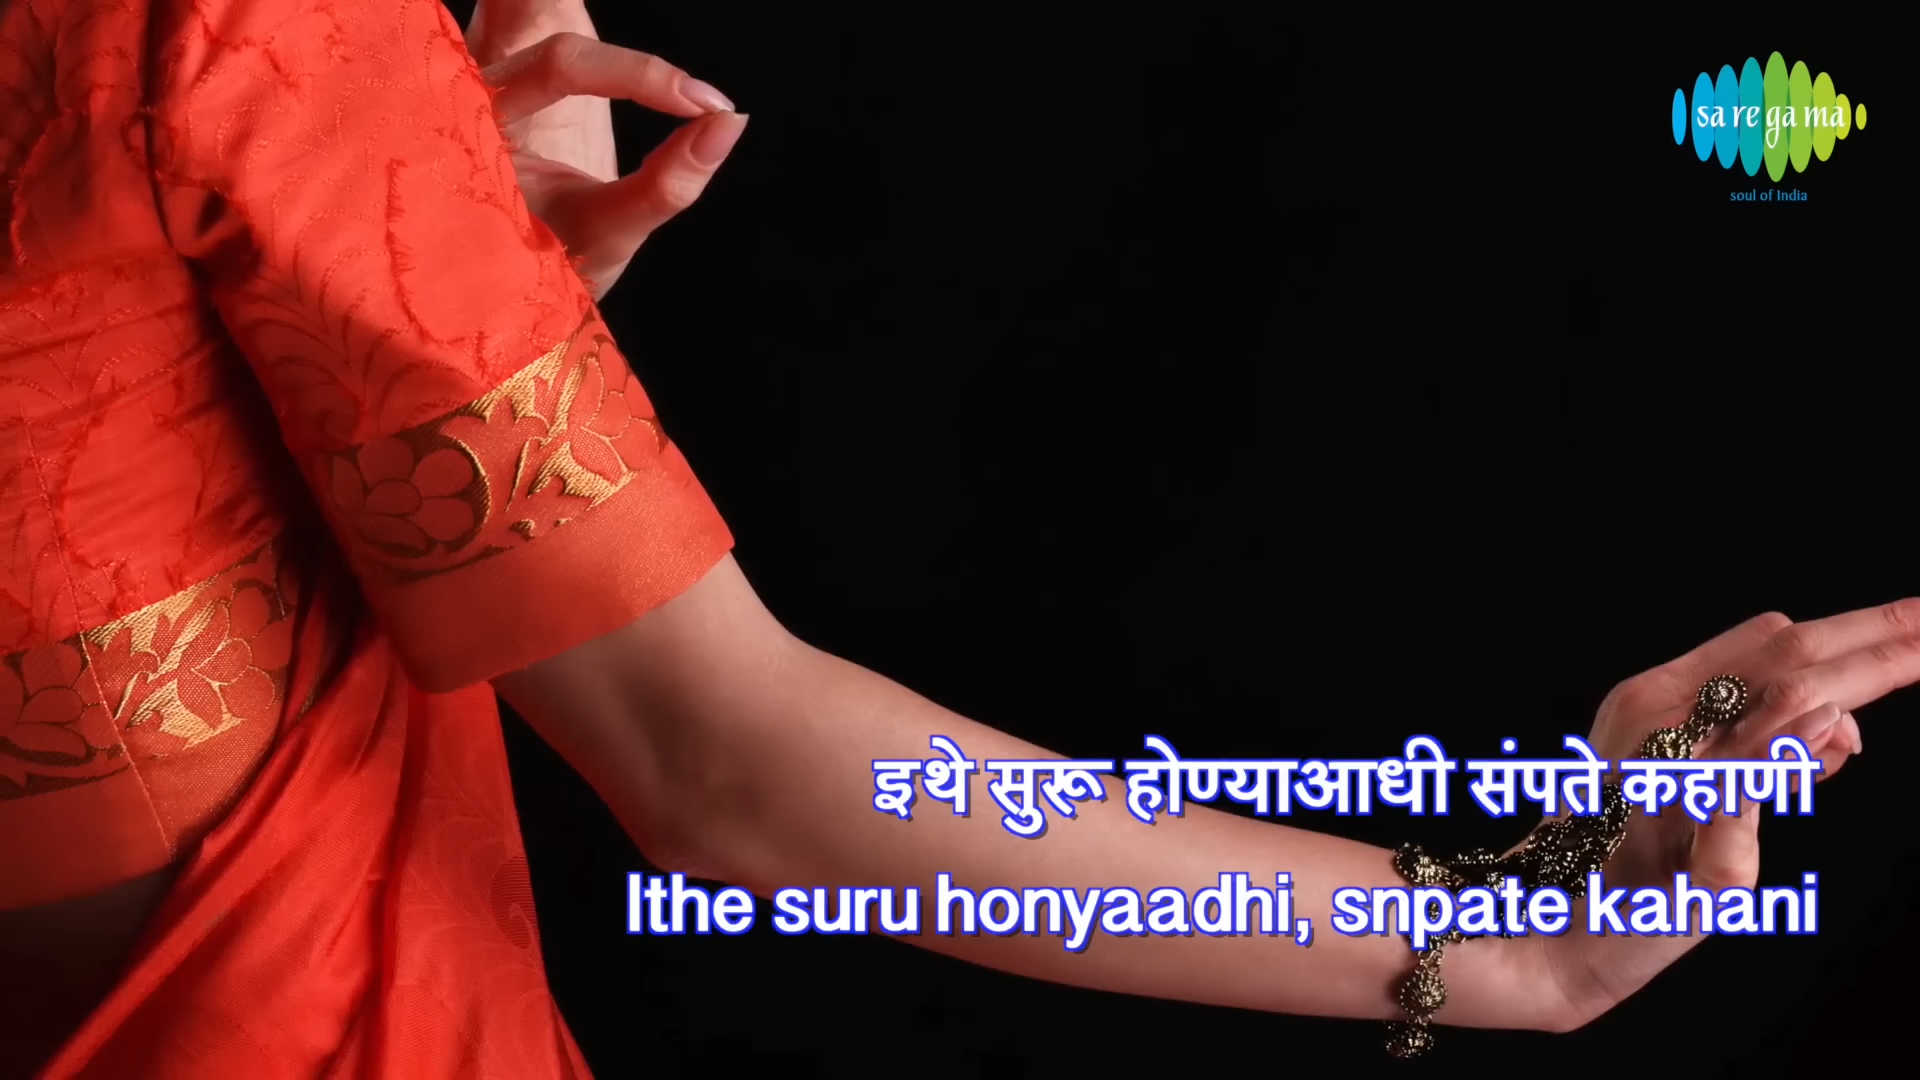 sa re ga ma
soul of India
इथे सुरू होण्याआधी संपते कहाणी
Ithe suru honyaadhi, snpate kahani